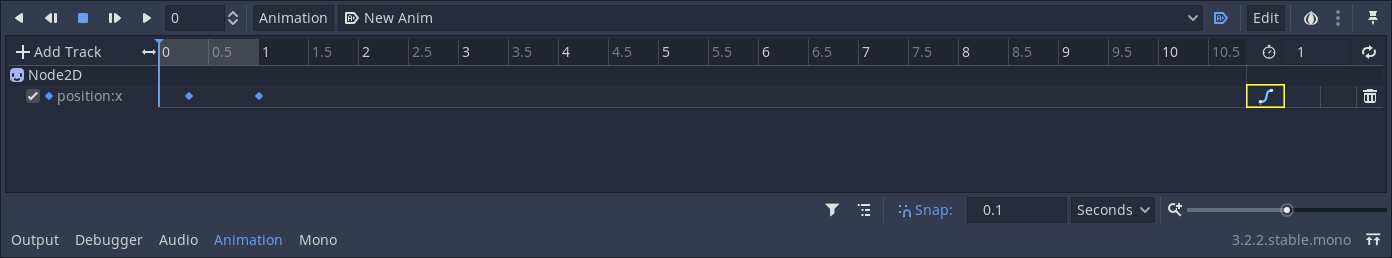 0 Animation New Anim Edit
Add Track 0 0.5 1 1.5 2 2.5 3 3.5 4 4.5 5 5.5 6 6.5 7 7.5 8 8.5 9 9.5 10 10.5 1
Node2D
position:x
Snap: 0.1 Seconds
Output Debugger Audio Animation Mono 3.2.2.stable.mono